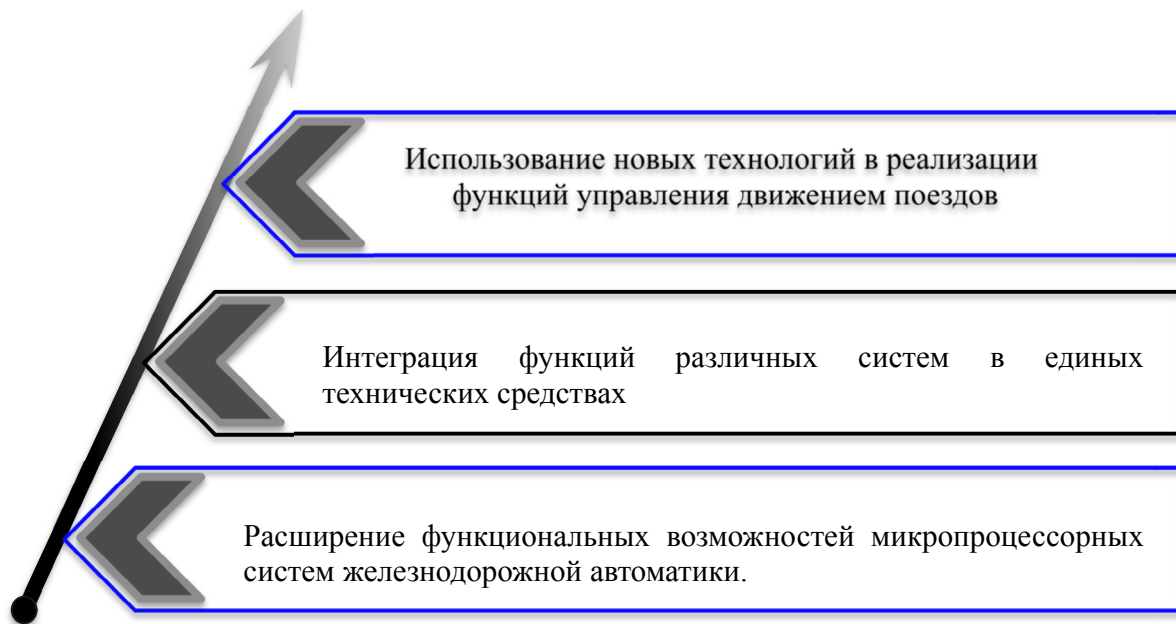 Использование новых технологий в реализации
функций управления движением поездов
Интеграция функций различных систем в единых
технических средствах
Расширение функциональных возможностей микропроцессорных
систем железнодорожной автоматики.